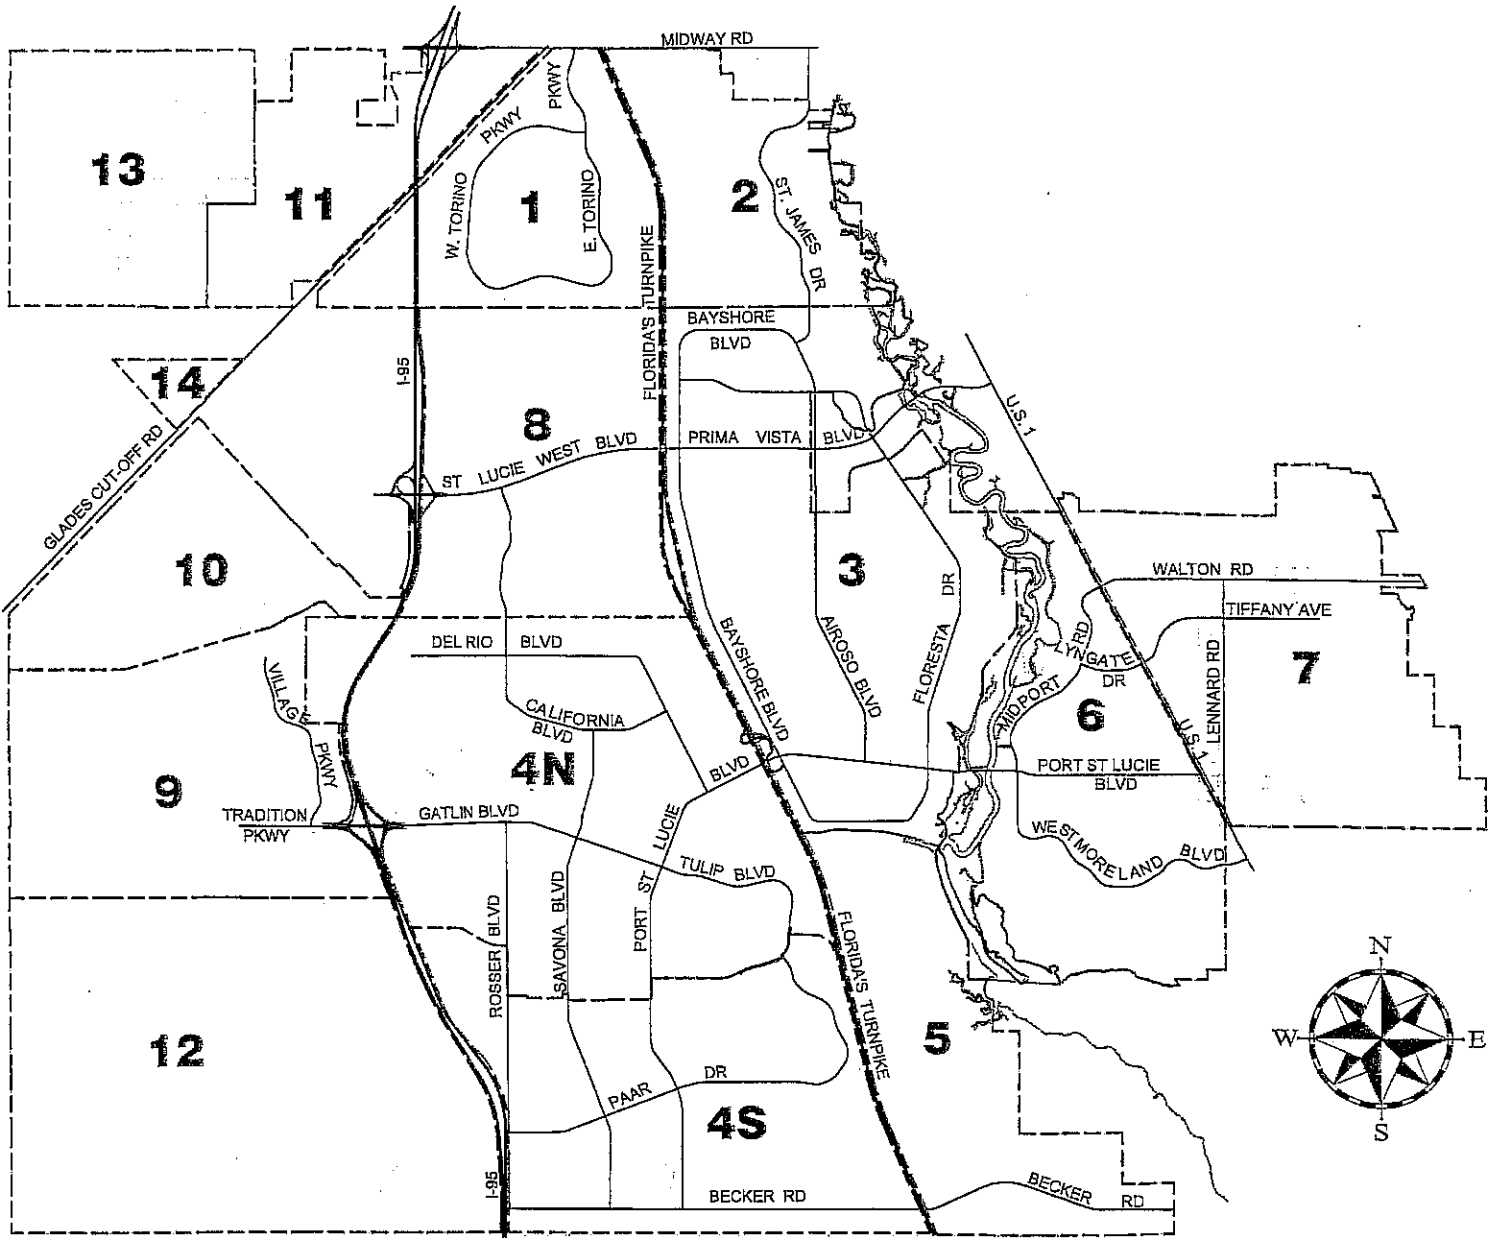 MIDWAY RD
PKWY
PKWY
13
11
W. TORINO
1
E. TORINO
2
ST. JAMES DR
FLORIDA'S TURNPIKE
BAYSHORE
BLVD
14
I-95
8
U.S. 1
GLADES CUT-OFF RD
ST LUCIE WEST BLVD
PRIMA VISTA BLVD
10
3
WALTON RD
TIFFANY AVE
DEL RIO BLVD
BAYSHORE BLVD
AIROSO BLVD
FLORESTA DR
LYNGATE
DR
RD
MIDPORT
LENNARD RD
7
VILLAGE
PKWY
CALIFORNIA
BLVD
6
U.S. 1
9
4N
BLVD
PORT ST LUCIE
BLVD
TRADITION
PKWY
GATLIN BLVD
PORT ST LUCIE
TULIP BLVD
WESTMORELAND BLVD
ROSSER BLVD
SAVONA BLVD
FLORIDA'S TURNPIKE
N
W
E
S
12
5
PAAR DR
4S
I-95
BECKER RD
BECKER RD